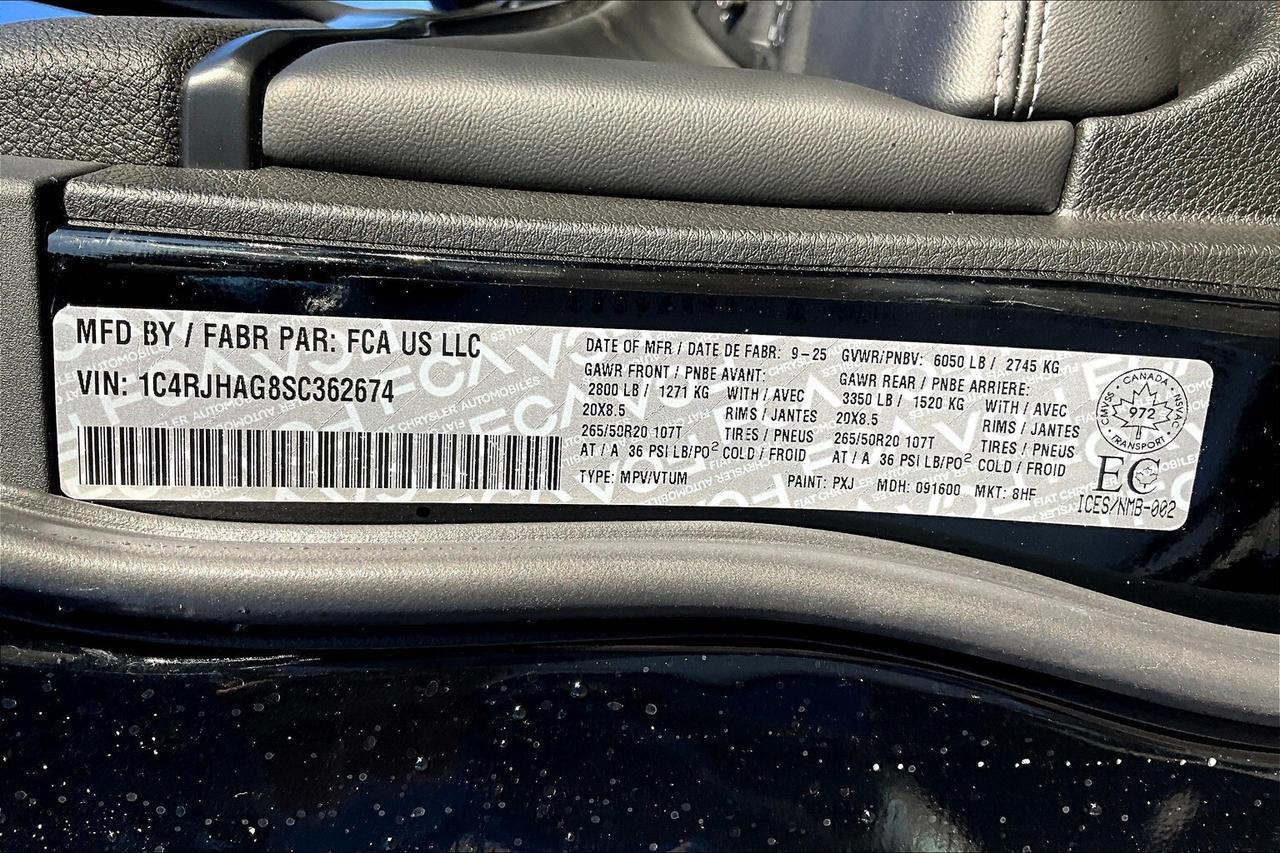 MFD BY / FABR PAR: FCA US LLC
VIN: 1C4RJHAG8SC362674
DATE OF MFR / DATE DE FABR: 9-25 GVWR/PNBV: 6050 LB / 2745 KG
GAWR FRONT / PNBE AVANT:
2800 LB / 1271 KG WITH / AVEC
20X8.5 RIMS / JANTES
265/50R20 107T TIRES / PNEUS
AT / A 36 PSI LB/PO² COLD / FROID
GAWR REAR / PNBE ARRIERE:
3350 LB / 1520 KG WITH / AVEC
20X8.5 RIMS / JANTES
265/50R20 107T TIRES / PNEUS
AT / A 36 PSI LB/PO² COLD / FROID
TYPE: MPV/VTUM PAINT: PXJ MDH: 091600 MKT: 8HF
CANADA
CMVSS 972 NSVAC
TRANSPORT
EC
ICES/NMB-002